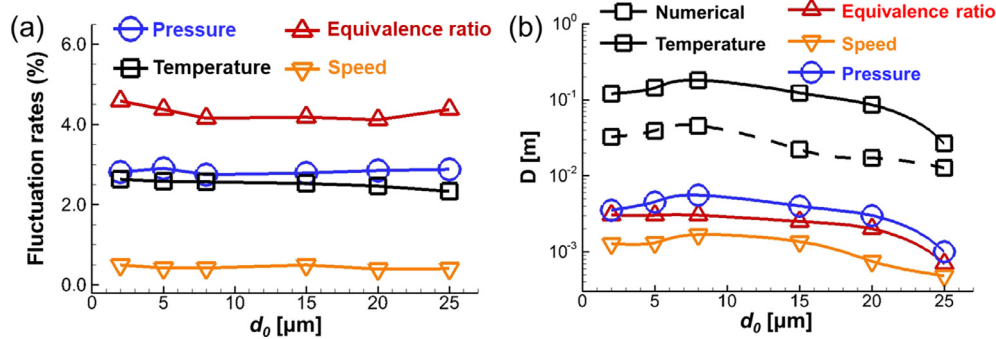 (a)
6.0
4.0
2.0
0.0
Fluctuation rates (%)
Pressure
Equivalence ratio
Temperature
Speed
0 5 10 15 20 25
d₀ [μm]
(b)
10⁰
10⁻¹
10⁻²
10⁻³
D [m]
Numerical
Equivalence ratio
Temperature
Speed
Pressure
0 5 10 15 20 25
d₀ [μm]